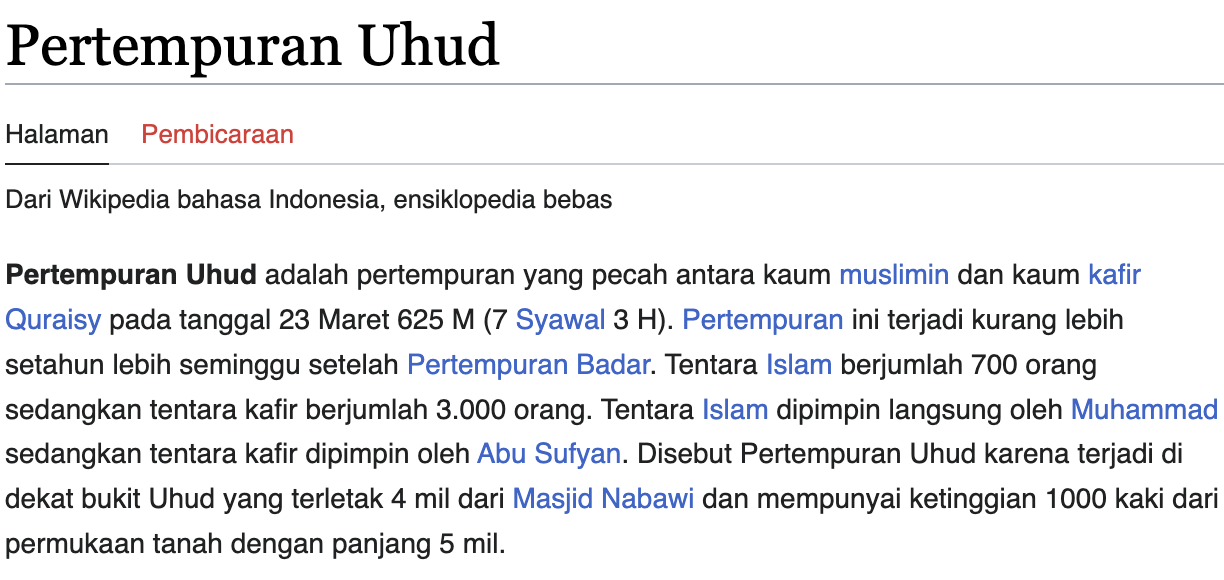 Pertempuran Uhud
Halaman Pembicaraan
Dari Wikipedia bahasa Indonesia, ensiklopedia bebas
Pertempuran Uhud adalah pertempuran yang pecah antara kaum muslimin dan kaum kafir
Quraisy pada tanggal 23 Maret 625 M (7 Syawal 3 H). Pertempuran ini terjadi kurang lebih
setahun lebih seminggu setelah Pertempuran Badar. Tentara Islam berjumlah 700 orang
sedangkan tentara kafir berjumlah 3.000 orang. Tentara Islam dipimpin langsung oleh Muhammad
sedangkan tentara kafir dipimpin oleh Abu Sufyan. Disebut Pertempuran Uhud karena terjadi di
dekat bukit Uhud yang terletak 4 mil dari Masjid Nabawi dan mempunyai ketinggian 1000 kaki dari
permukaan tanah dengan panjang 5 mil.